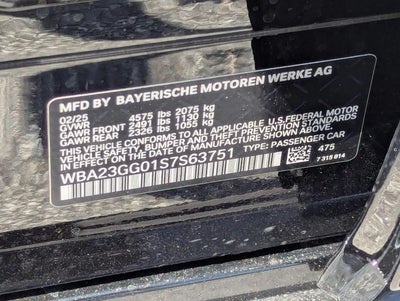 MFD BY BAYERISCHE MOTOREN WERKE AG
02/25
GVWR 4575 lbs 2075 kg
GAWR FRONT 2491 lbs 1130 kg
GAWR REAR 2326 lbs 1055 kg
THIS VEHICLE CONFORMS TO ALL APPLICABLE U.S.FEDERAL MOTOR
VEHICLE SAFETY, BUMPER AND THEFT PREVENTION STANDARDS
IN EFFECT ON THE DATE OF MANUFACTURE SHOWN ABOVE.
WBA23GG01S7S63751 TYPE: PASSENGER CAR
475
7 315 814